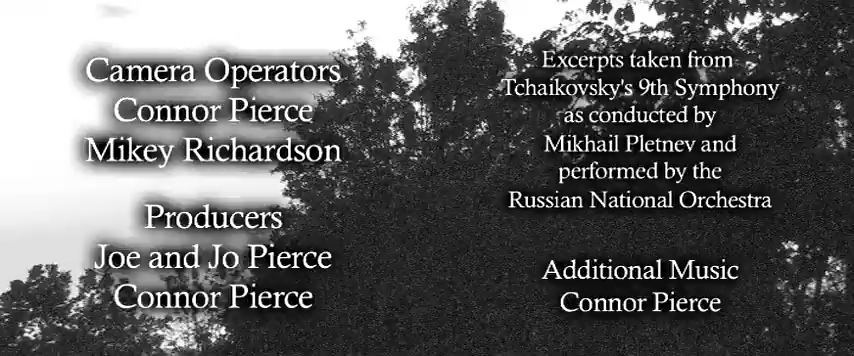 Camera Operators
Connor Pierce
Mikey Richardson
Producers
Joe and Jo Pierce
Connor Pierce
Excerpts taken from
Tchaikovsky's 9th Symphony
as conducted by
Mikhail Pletnev and
performed by the
Russian National Orchestra
Additional Music
Connor Pierce